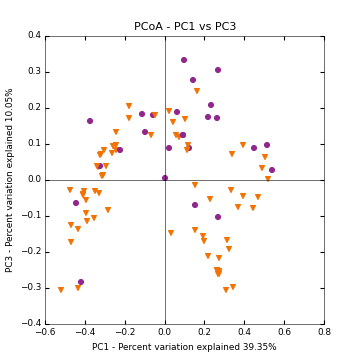 PCoA - PC1 vs PC3
0.4
0.3
0.2
0.1
0.0
−0.1
−0.2
−0.3
−0.4
PC3 - Percent variation explained 10.05%
−0.6 −0.4 −0.2 0.0 0.2 0.4 0.6 0.8
PC1 - Percent variation explained 39.35%